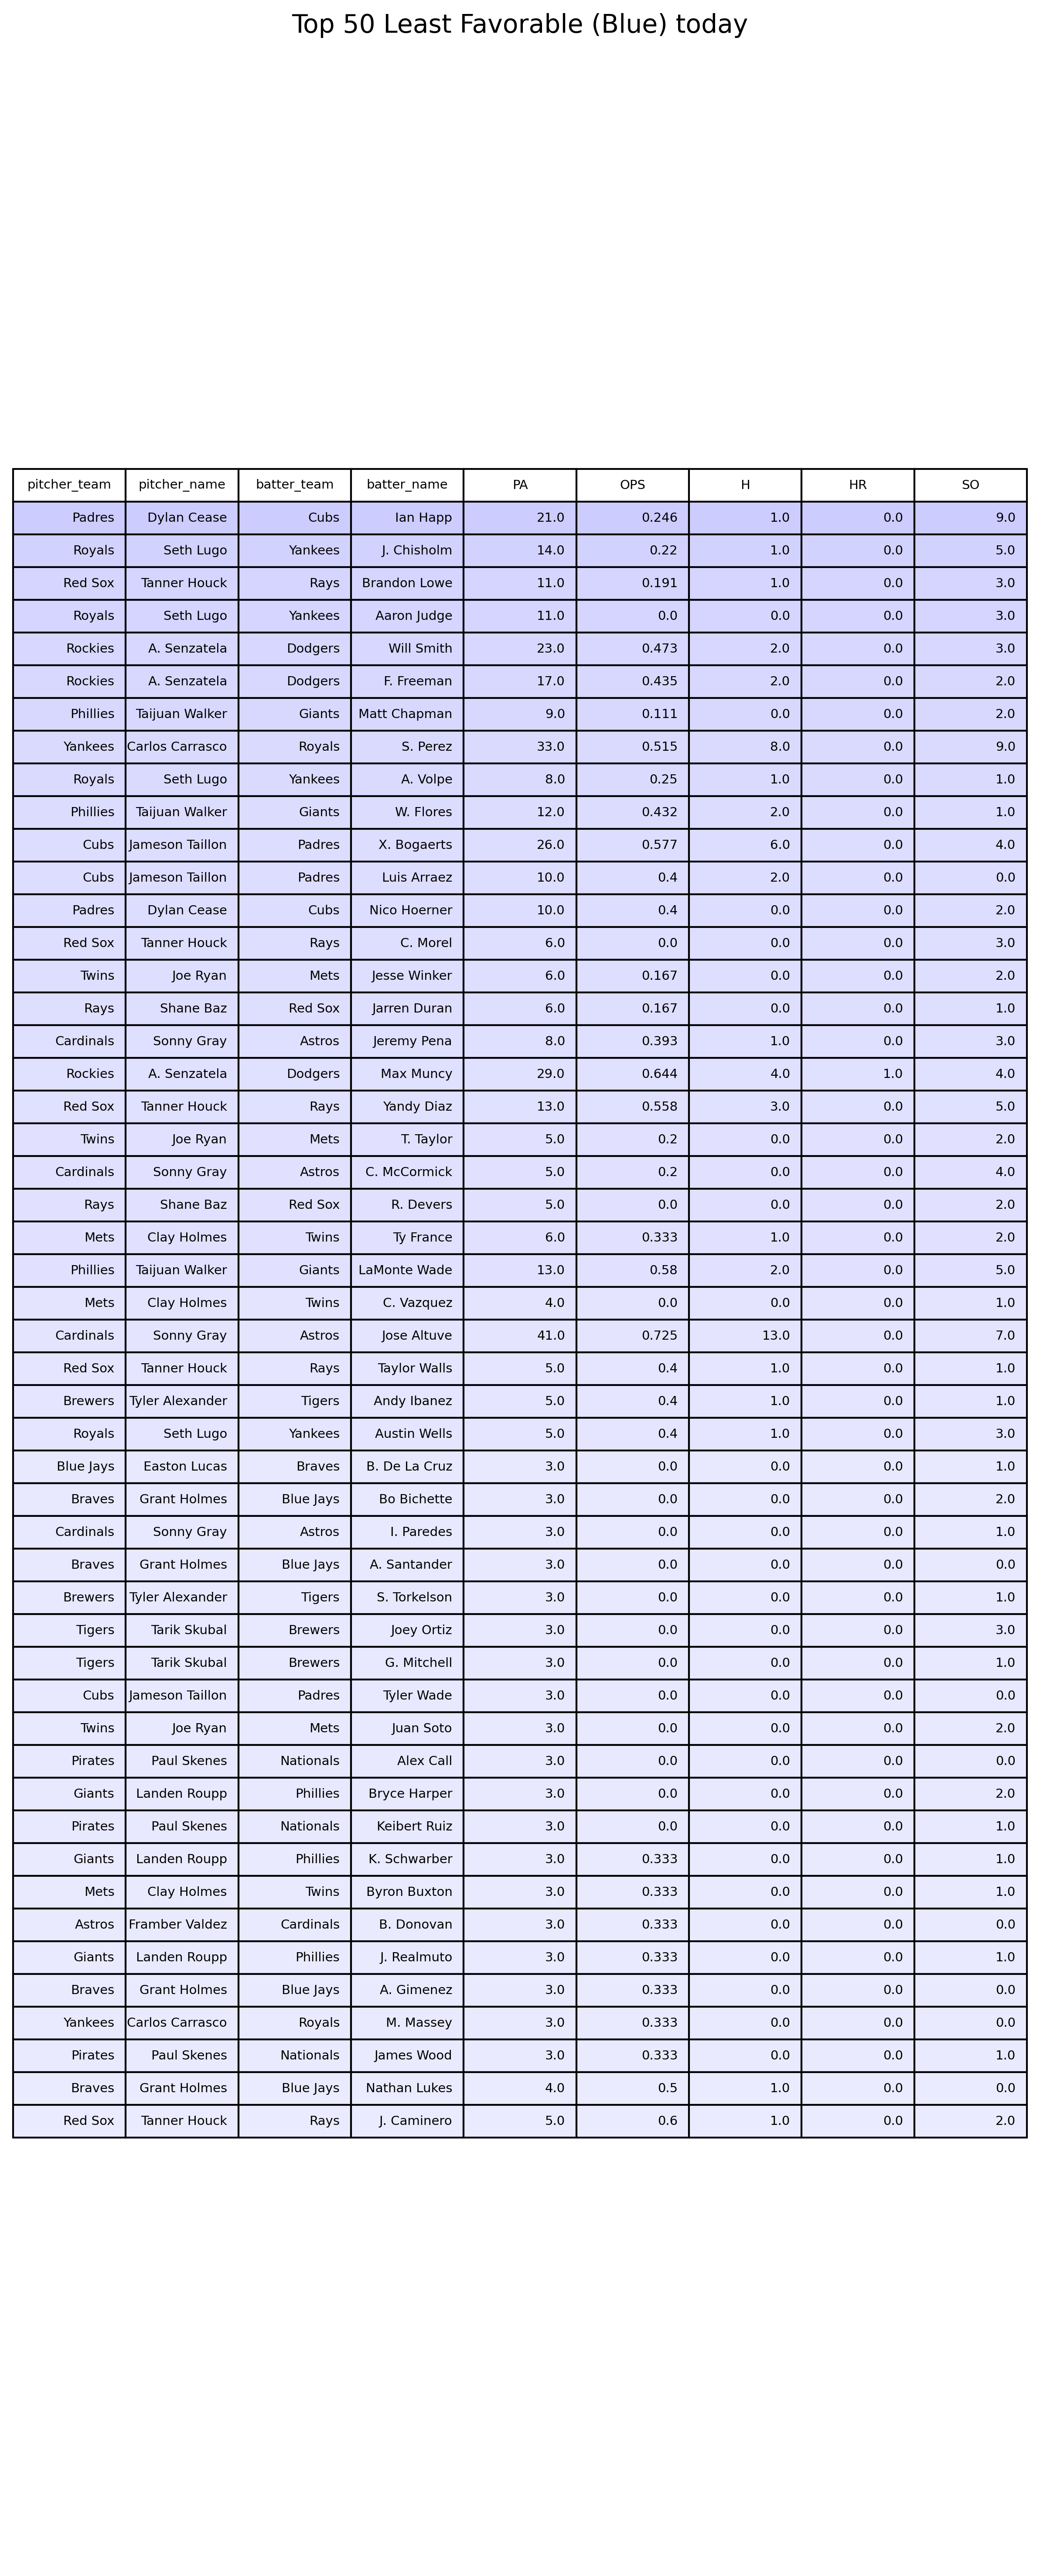 Top 50 Least Favorable (Blue) today
pitcher_team pitcher_name batter_team batter_name PA OPS H HR SO
Padres Dylan Cease Cubs Ian Happ 21.0 0.246 1.0 0.0 9.0
Royals Seth Lugo Yankees J. Chisholm 14.0 0.22 1.0 0.0 5.0
Red Sox Tanner Houck Rays Brandon Lowe 11.0 0.191 1.0 0.0 3.0
Royals Seth Lugo Yankees Aaron Judge 11.0 0.0 0.0 0.0 3.0
Rockies A. Senzatela Dodgers Will Smith 23.0 0.473 2.0 0.0 3.0
Rockies A. Senzatela Dodgers F. Freeman 17.0 0.435 2.0 0.0 2.0
Phillies Taijuan Walker Giants Matt Chapman 9.0 0.111 0.0 0.0 2.0
Yankees Carlos Carrasco Royals S. Perez 33.0 0.515 8.0 0.0 9.0
Royals Seth Lugo Yankees A. Volpe 8.0 0.25 1.0 0.0 1.0
Phillies Taijuan Walker Giants W. Flores 12.0 0.432 2.0 0.0 1.0
Cubs Jameson Taillon Padres X. Bogaerts 26.0 0.577 6.0 0.0 4.0
Cubs Jameson Taillon Padres Luis Arraez 10.0 0.4 2.0 0.0 0.0
Padres Dylan Cease Cubs Nico Hoerner 10.0 0.4 0.0 0.0 2.0
Red Sox Tanner Houck Rays C. Morel 6.0 0.0 0.0 0.0 3.0
Twins Joe Ryan Mets Jesse Winker 6.0 0.167 0.0 0.0 2.0
Rays Shane Baz Red Sox Jarren Duran 6.0 0.167 0.0 0.0 1.0
Cardinals Sonny Gray Astros Jeremy Pena 8.0 0.393 1.0 0.0 3.0
Rockies A. Senzatela Dodgers Max Muncy 29.0 0.644 4.0 1.0 4.0
Red Sox Tanner Houck Rays Yandy Diaz 13.0 0.558 3.0 0.0 5.0
Twins Joe Ryan Mets T. Taylor 5.0 0.2 0.0 0.0 2.0
Cardinals Sonny Gray Astros C. McCormick 5.0 0.2 0.0 0.0 4.0
Rays Shane Baz Red Sox R. Devers 5.0 0.0 0.0 0.0 2.0
Mets Clay Holmes Twins Ty France 6.0 0.333 1.0 0.0 2.0
Phillies Taijuan Walker Giants LaMonte Wade 13.0 0.58 2.0 0.0 5.0
Mets Clay Holmes Twins C. Vazquez 4.0 0.0 0.0 0.0 1.0
Cardinals Sonny Gray Astros Jose Altuve 41.0 0.725 13.0 0.0 7.0
Red Sox Tanner Houck Rays Taylor Walls 5.0 0.4 1.0 0.0 1.0
Brewers Tyler Alexander Tigers Andy Ibanez 5.0 0.4 1.0 0.0 1.0
Royals Seth Lugo Yankees Austin Wells 5.0 0.4 1.0 0.0 3.0
Blue Jays Easton Lucas Braves B. De La Cruz 3.0 0.0 0.0 0.0 1.0
Braves Grant Holmes Blue Jays Bo Bichette 3.0 0.0 0.0 0.0 2.0
Cardinals Sonny Gray Astros I. Paredes 3.0 0.0 0.0 0.0 1.0
Braves Grant Holmes Blue Jays A. Santander 3.0 0.0 0.0 0.0 0.0
Brewers Tyler Alexander Tigers S. Torkelson 3.0 0.0 0.0 0.0 1.0
Tigers Tarik Skubal Brewers Joey Ortiz 3.0 0.0 0.0 0.0 3.0
Tigers Tarik Skubal Brewers G. Mitchell 3.0 0.0 0.0 0.0 1.0
Cubs Jameson Taillon Padres Tyler Wade 3.0 0.0 0.0 0.0 0.0
Twins Joe Ryan Mets Juan Soto 3.0 0.0 0.0 0.0 2.0
Pirates Paul Skenes Nationals Alex Call 3.0 0.0 0.0 0.0 0.0
Giants Landen Roupp Phillies Bryce Harper 3.0 0.0 0.0 0.0 2.0
Pirates Paul Skenes Nationals Keibert Ruiz 3.0 0.0 0.0 0.0 1.0
Giants Landen Roupp Phillies K. Schwarber 3.0 0.333 0.0 0.0 1.0
Mets Clay Holmes Twins Byron Buxton 3.0 0.333 0.0 0.0 1.0
Astros Framber Valdez Cardinals B. Donovan 3.0 0.333 0.0 0.0 0.0
Giants Landen Roupp Phillies J. Realmuto 3.0 0.333 0.0 0.0 1.0
Braves Grant Holmes Blue Jays A. Gimenez 3.0 0.333 0.0 0.0 0.0
Yankees Carlos Carrasco Royals M. Massey 3.0 0.333 0.0 0.0 0.0
Pirates Paul Skenes Nationals James Wood 3.0 0.333 0.0 0.0 1.0
Braves Grant Holmes Blue Jays Nathan Lukes 4.0 0.5 1.0 0.0 0.0
Red Sox Tanner Houck Rays J. Caminero 5.0 0.6 1.0 0.0 2.0